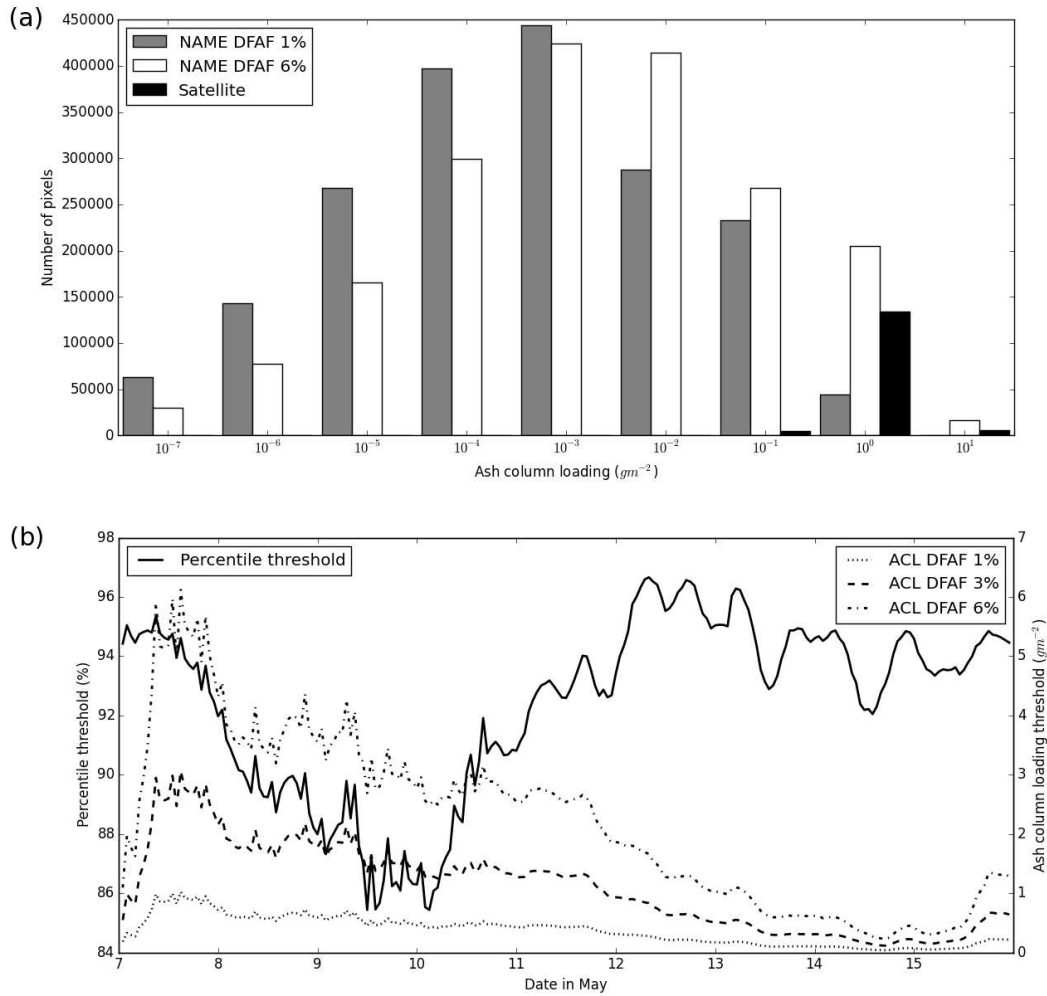 (a)
450000
400000
350000
300000
250000
200000
150000
100000
50000
0
Number of pixels
NAME DFAF 1%
NAME DFAF 6%
Satellite
10⁻⁷ 10⁻⁶ 10⁻⁵ 10⁻⁴ 10⁻³ 10⁻² 10⁻¹ 10⁰ 10¹
Ash column loading (gm⁻²)
(b)
98
96
94
92
90
88
86
84
Percentile threshold (%)
Percentile threshold
ACL DFAF 1%
ACL DFAF 3%
ACL DFAF 6%
7
6
5
4
3
2
1
0
Ash column loading threshold (gm⁻²)
7 8 9 10 11 12 13 14 15
Date in May